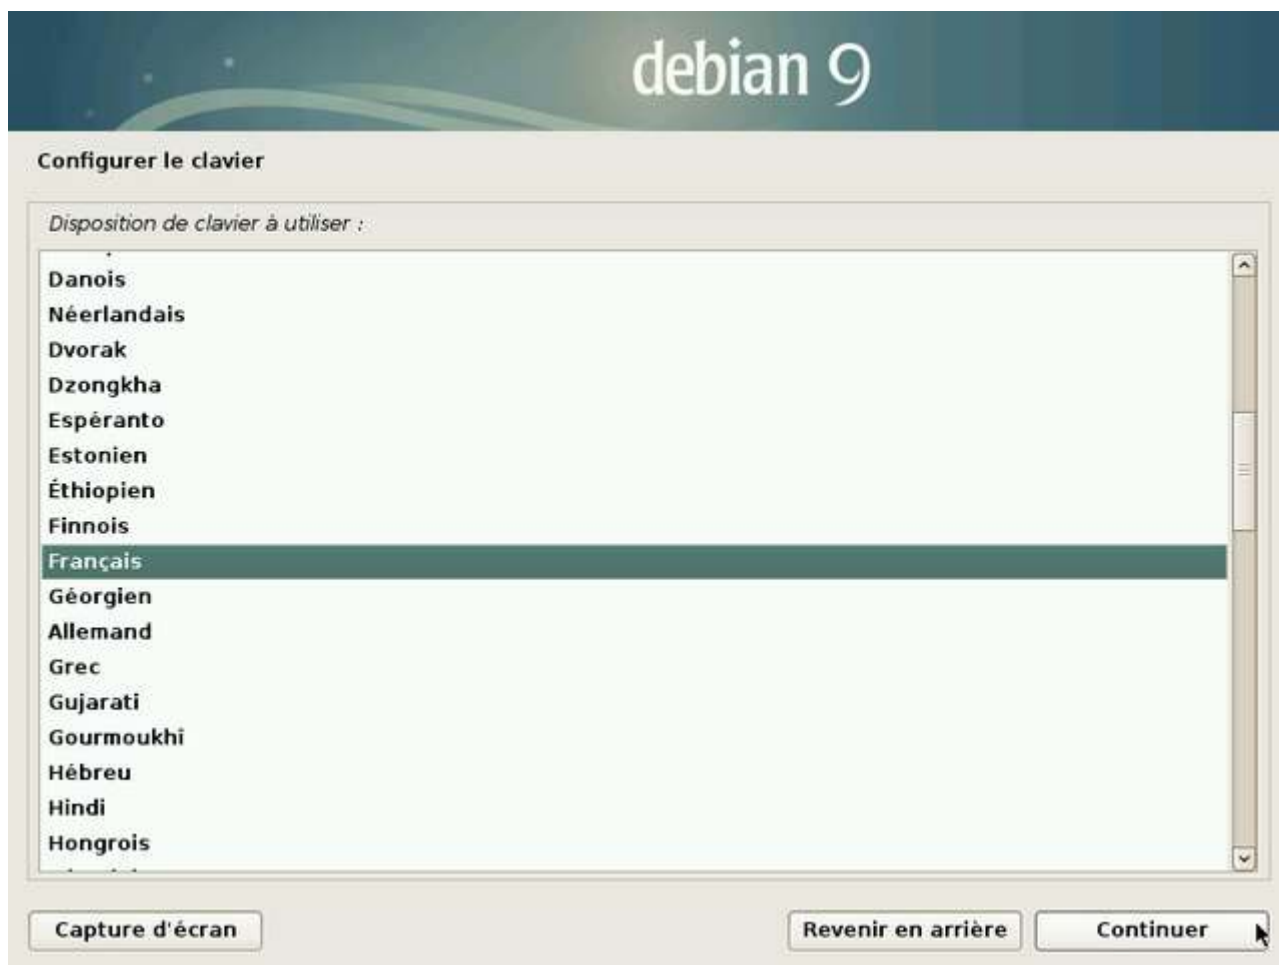 debian 9
Configurer le clavier
Disposition de clavier à utiliser :
Danois
Néerlandais
Dvorak
Dzongkha
Espéranto
Estonien
Éthiopien
Finnois
Français
Géorgien
Allemand
Grec
Gujarati
Gourmoukhî
Hébreu
Hindi
Hongrois
Capture d'écran
Revenir en arrière
Continuer